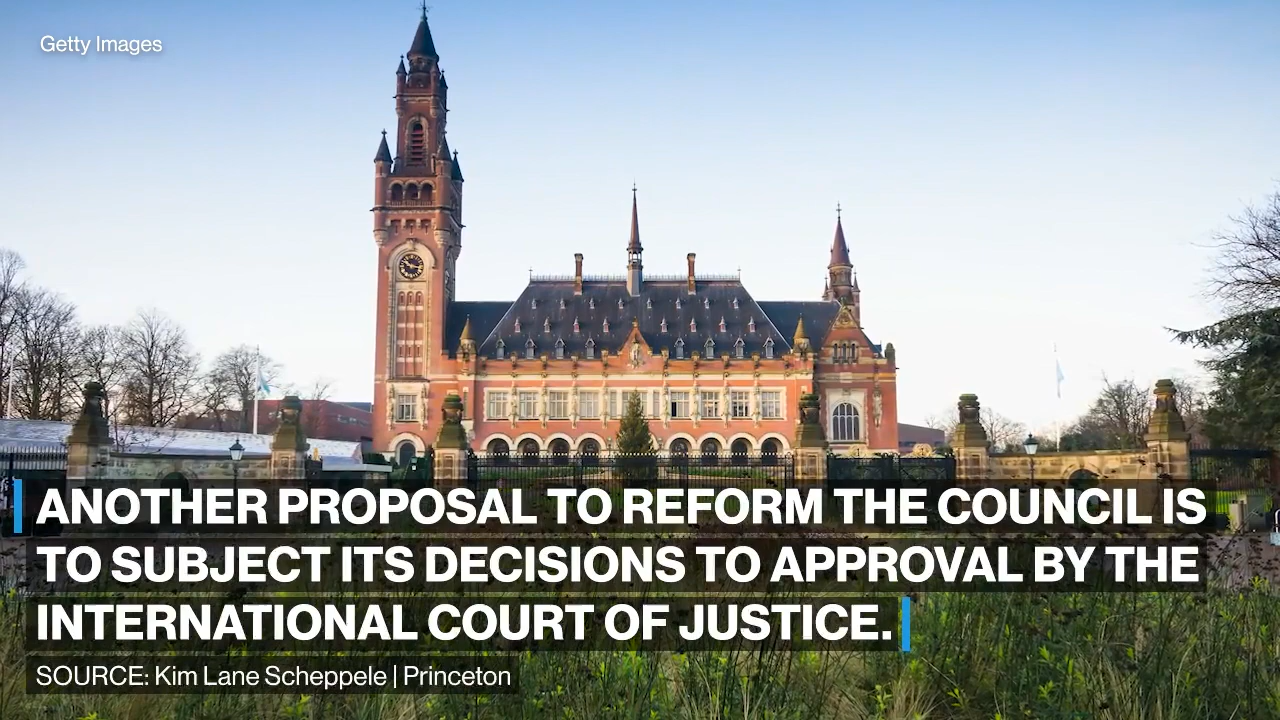 Getty Images
ANOTHER PROPOSAL TO REFORM THE COUNCIL IS
TO SUBJECT ITS DECISIONS TO APPROVAL BY THE
INTERNATIONAL COURT OF JUSTICE.
SOURCE: Kim Lane Scheppele | Princeton